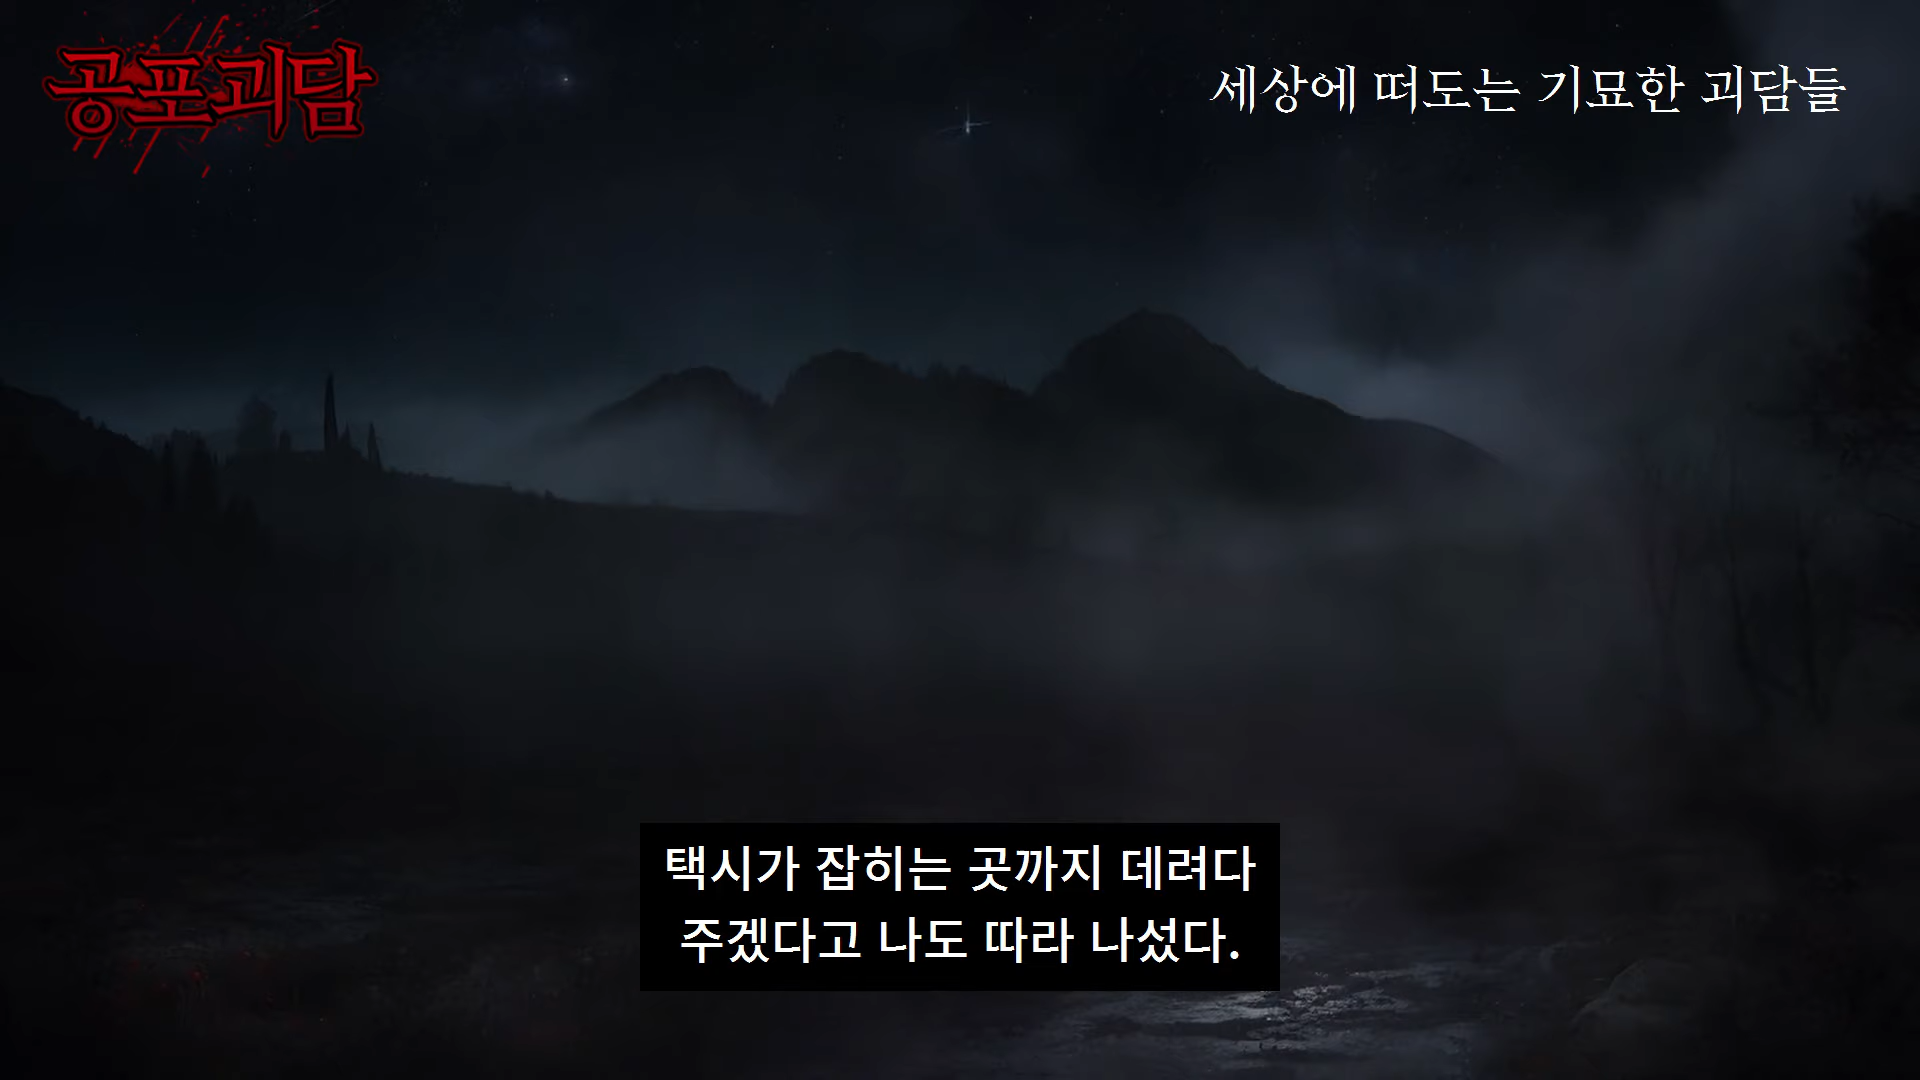 공포괴담
세상에 떠도는 기묘한 괴담들
택시가 잡히는 곳까지 데려다
주겠다고 나도 따라 나섰다.